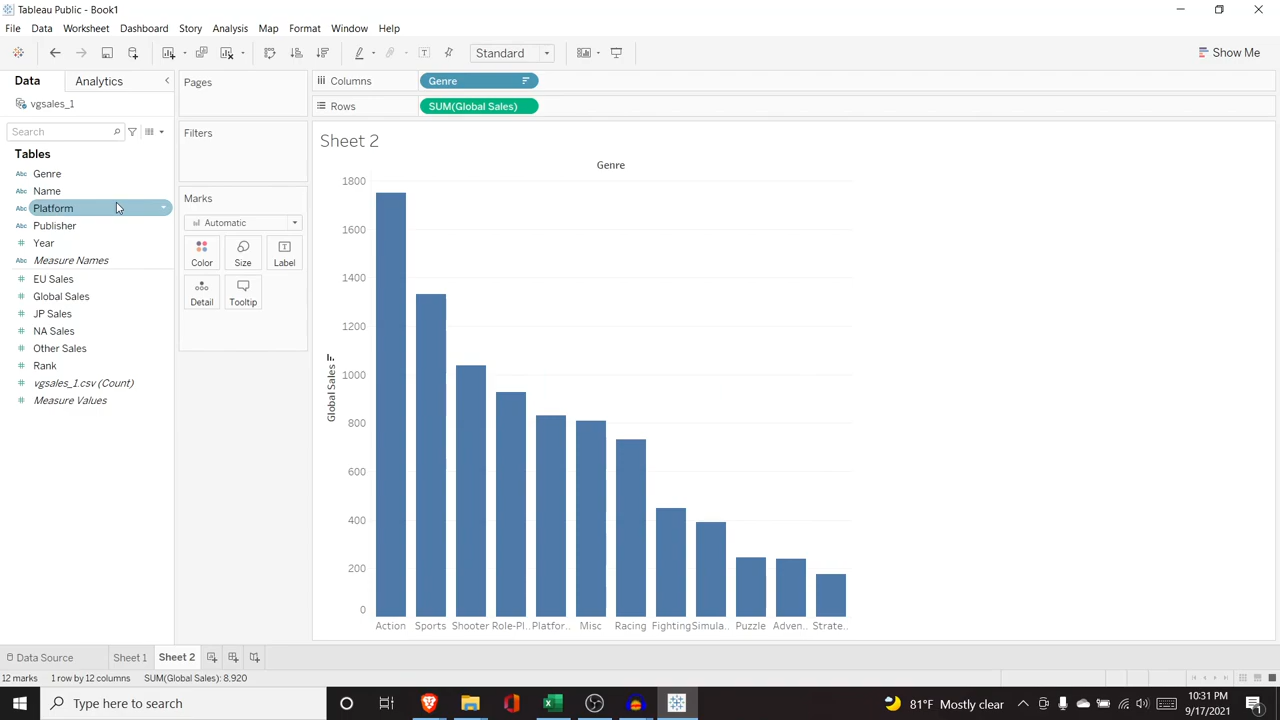 Tableau Public - Book1
File Data Worksheet Dashboard Story Analysis Map Format Window Help
Standard
Show Me
Data Analytics
Pages
Columns Genre
vgsales_1
Rows SUM(Global Sales)
Search
Filters
Sheet 2
Tables
Genre
Abc Genre
Abc Name
Marks
Abc Platform
Automatic
Abc Publisher
# Year
Color Size Label
Abc Measure Names
# EU Sales
Detail Tooltip
# Global Sales
# JP Sales
# NA Sales
# Other Sales
# Rank
# vgsales_1.csv (Count)
# Measure Values
Global Sales
1800
1600
1400
1200
1000
800
600
400
200
0
Action Sports Shooter Role-Pl.. Platfor.. Misc Racing Fighting Simula.. Puzzle Adven.. Strate..
Data Source Sheet 1 Sheet 2
12 marks 1 row by 12 columns SUM(Global Sales): 8.920
Type here to search
81°F Mostly clear
10:31 PM
9/17/2021
1